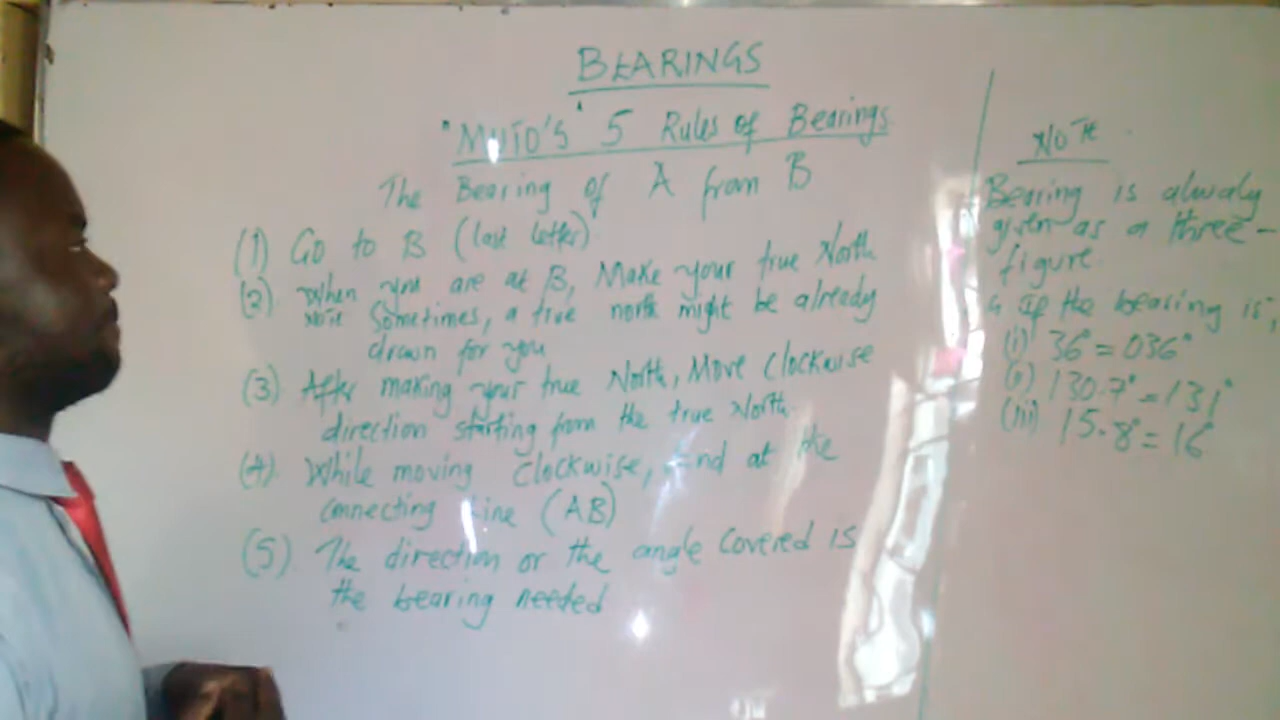 BEARINGS
"MUTO'S" 5 Rules of Bearings
The Bearing of A from B
(1) Go to B (last letter)
(2) When you are at B, Make your true North
NOTE Sometimes, a true north might be already
drawn for you
(3) After making your true North, Move Clockwise
direction starting from the true North
(4) While moving clockwise, End at the
connecting line (AB)
(5) The direction or the angle covered is
the bearing needed
NOTE
Bearing is alwaly
given as a three-
figure.
if the bearing is;
(i) 36° = 036°
(ii) 130.7° = 131°
(iii) 15.8° = 16